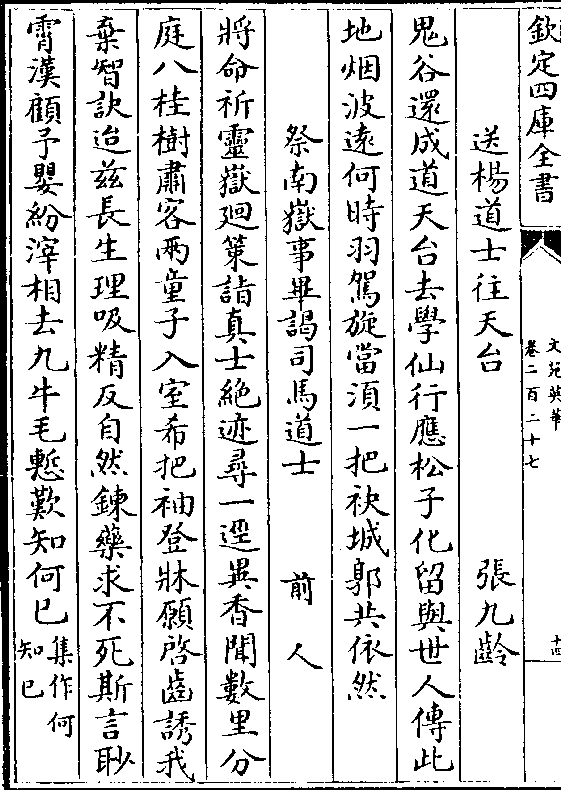 欽定四庫全書
文苑英華
卷二百二十七
十四
送楊道士往天台 張九齡
鬼谷還成道天台去學仙行應松子化留與世人傳此
地烟波遠何時羽駕旋當須一把袂城郭共依然
祭南嶽事畢謁司馬道士 前人
將命祈靈嶽廻策詣真士絶迹尋一逕異香聞數里分
庭八桂樹肅客兩童子入室希把袖登牀願啓齒誘我
棄智訣迨兹長生理吸精反自然鍊藥求不死斯言眇
霄漢顧予嬰紛滓相去九牛毛慙歎知何已集作何
知已